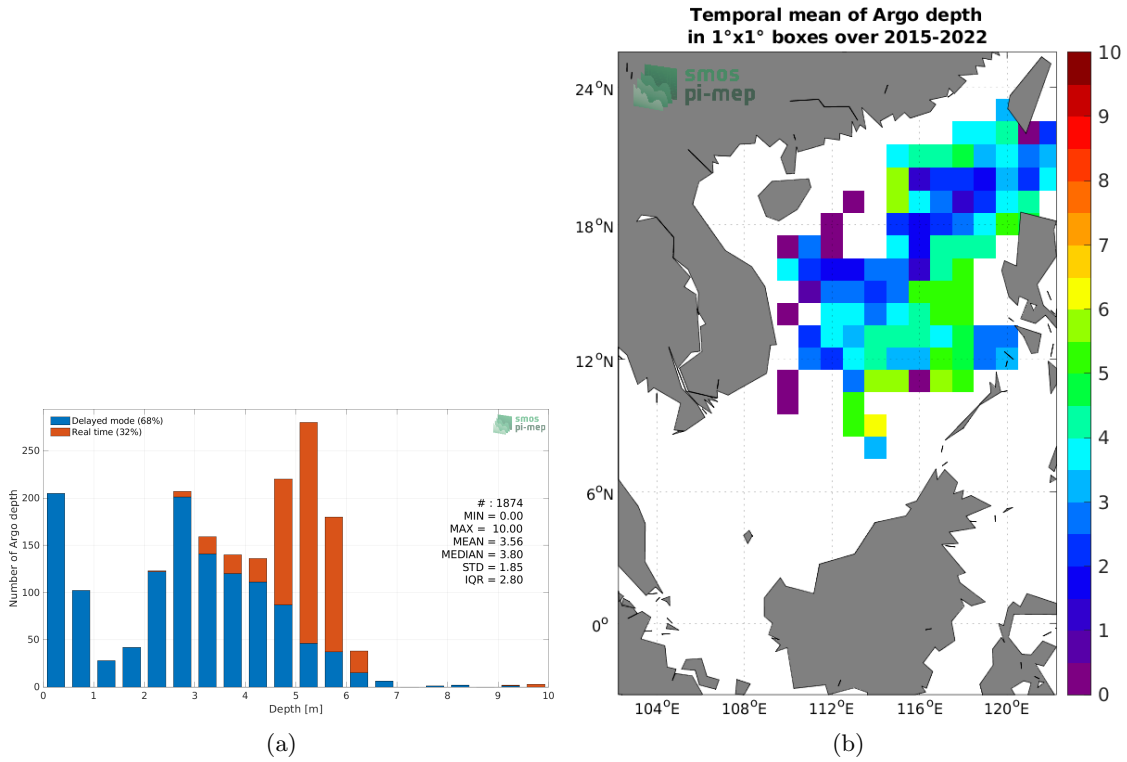 Delayed mode (68%)
Real time (32%)
smos
pi-mep
# : 1874
MIN = 0.00
MAX = 10.00
MEAN = 3.56
MEDIAN = 3.80
STD = 1.85
IQR = 2.80
Number of Argo depth
250
200
150
100
50
0
0 1 2 3 4 5 6 7 8 9 10
Depth [m]
(a)
Temporal mean of Argo depth
in 1°x1° boxes over 2015-2022
smos
pi-mep
24°N
18°N
12°N
6°N
0°
104°E 108°E 112°E 116°E 120°E
10
9
8
7
6
5
4
3
2
1
0
(b)